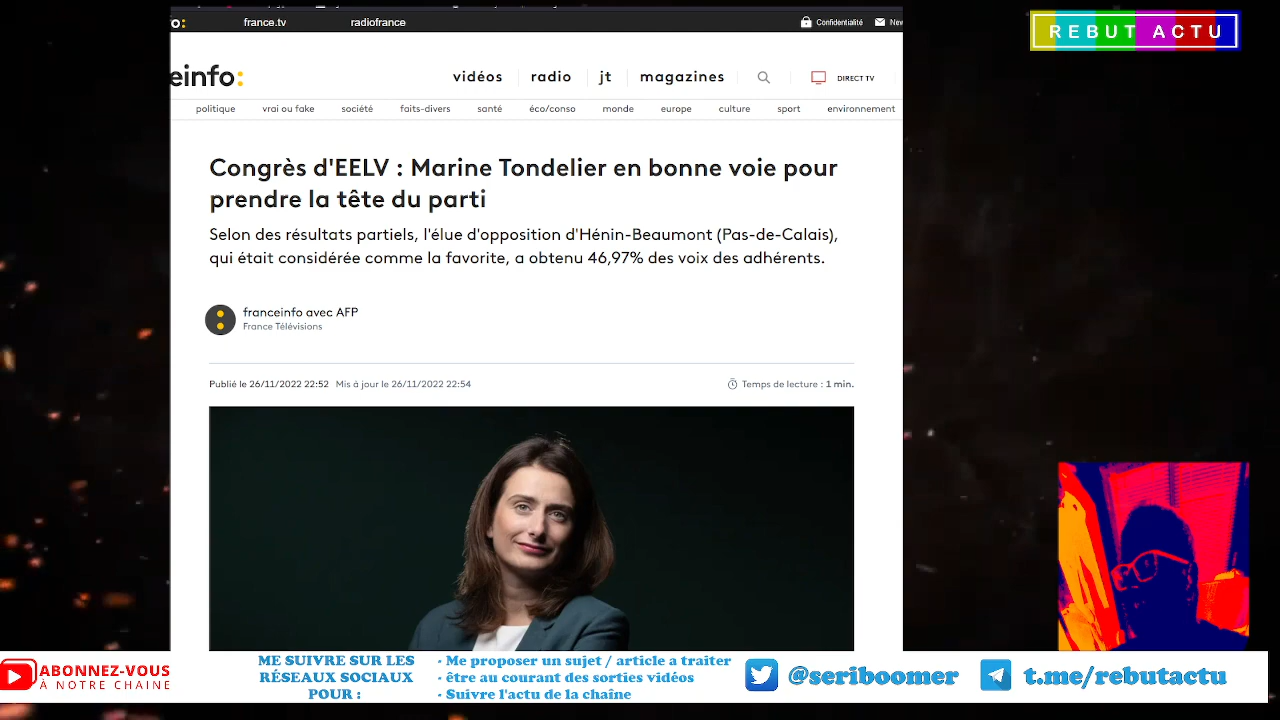 fo:
france.tv
radiofrance
Confidentialité
New
REBUT ACTU
einfo:
vidéos
radio
jt
magazines
DIRECT TV
politique
vrai ou fake
société
faits-divers
santé
éco/conso
monde
europe
culture
sport
environnement
Congrès d'EELV : Marine Tondelier en bonne voie pour
prendre la tête du parti
Selon des résultats partiels, l'élue d'opposition d'Hénin-Beaumont (Pas-de-Calais),
qui était considérée comme la favorite, a obtenu 46,97% des voix des adhérents.
franceinfo avec AFP
France Télévisions
Publié le 26/11/2022 22:52 Mis à jour le 26/11/2022 22:54
Temps de lecture : 1 min.
ABONNEZ-VOUS
À NOTRE CHAINE
ME SUIVRE SUR LES
RÉSEAUX SOCIAUX
POUR :
· Me proposer un sujet / article a traiter
· être au courant des sorties vidéos
· Suivre l'actu de la chaîne
@seriboomer
t.me/rebutactu